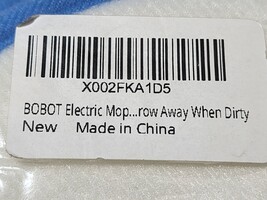 X002FKA1D5
BOBOT Electric Mop...row Away When Dirty
New Made in China